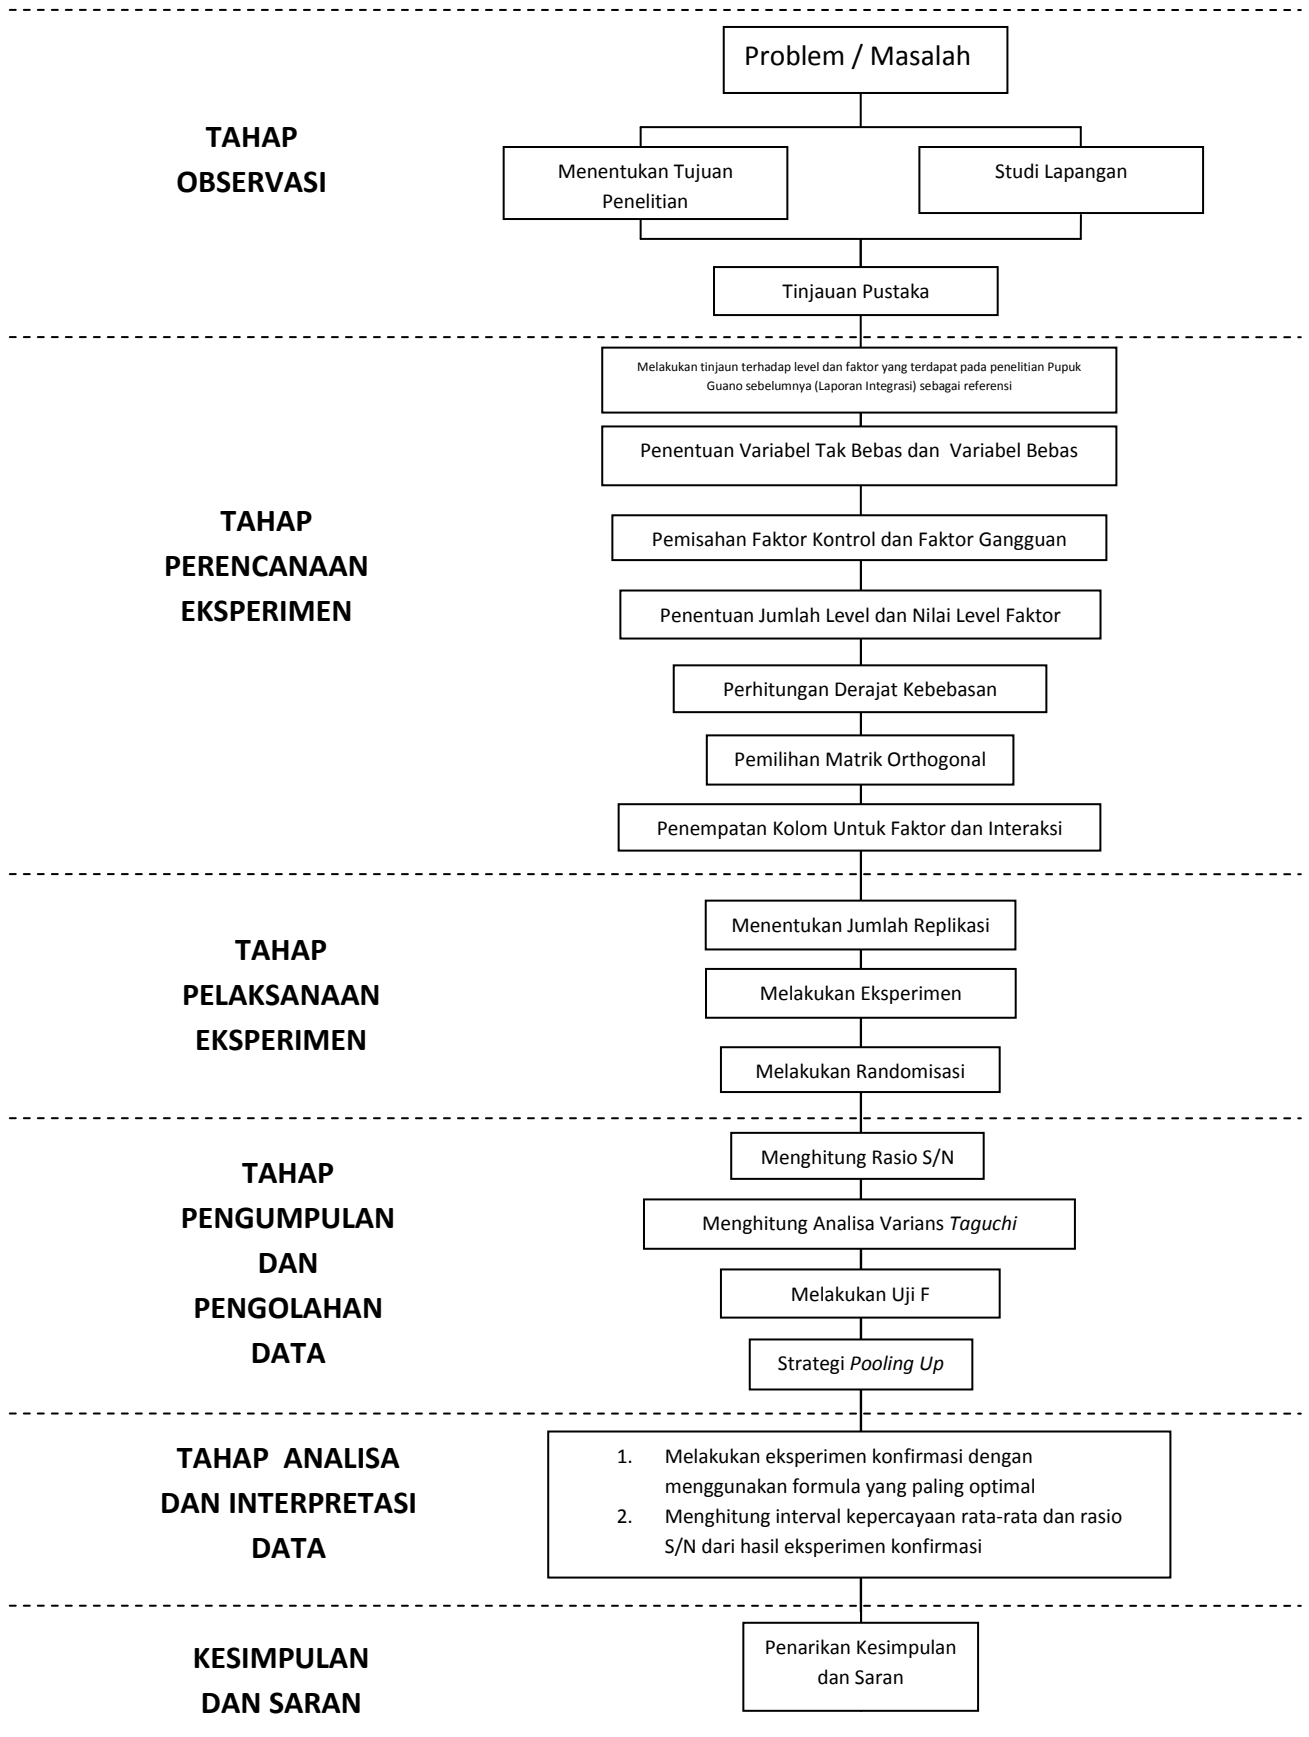 Problem / Masalah
TAHAP
OBSERVASI
Menentukan Tujuan
Penelitian
Studi Lapangan
Tinjauan Pustaka
TAHAP
PERENCANAAN
EKSPERIMEN
Melakukan tinjaun terhadap level dan faktor yang terdapat pada penelitian Pupuk
Guano sebelumnya (Laporan Integrasi) sebagai referensi
Penentuan Variabel Tak Bebas dan  Variabel Bebas
Pemisahan Faktor Kontrol dan Faktor Gangguan
Penentuan Jumlah Level dan Nilai Level Faktor
Perhitungan Derajat Kebebasan
Pemilihan Matrik Orthogonal
Penempatan Kolom Untuk Faktor dan Interaksi
TAHAP
PELAKSANAAN
EKSPERIMEN
Menentukan Jumlah Replikasi
Melakukan Eksperimen
Melakukan Randomisasi
TAHAP
PENGUMPULAN
DAN
PENGOLAHAN
DATA
Menghitung Rasio S/N
Menghitung Analisa Varians Taguchi
Melakukan Uji F
Strategi Pooling Up
TAHAP  ANALISA
DAN INTERPRETASI
DATA
1. Melakukan eksperimen konfirmasi dengan
menggunakan formula yang paling optimal
2. Menghitung interval kepercayaan rata-rata dan rasio
S/N dari hasil eksperimen konfirmasi
KESIMPULAN
DAN SARAN
Penarikan Kesimpulan
dan Saran